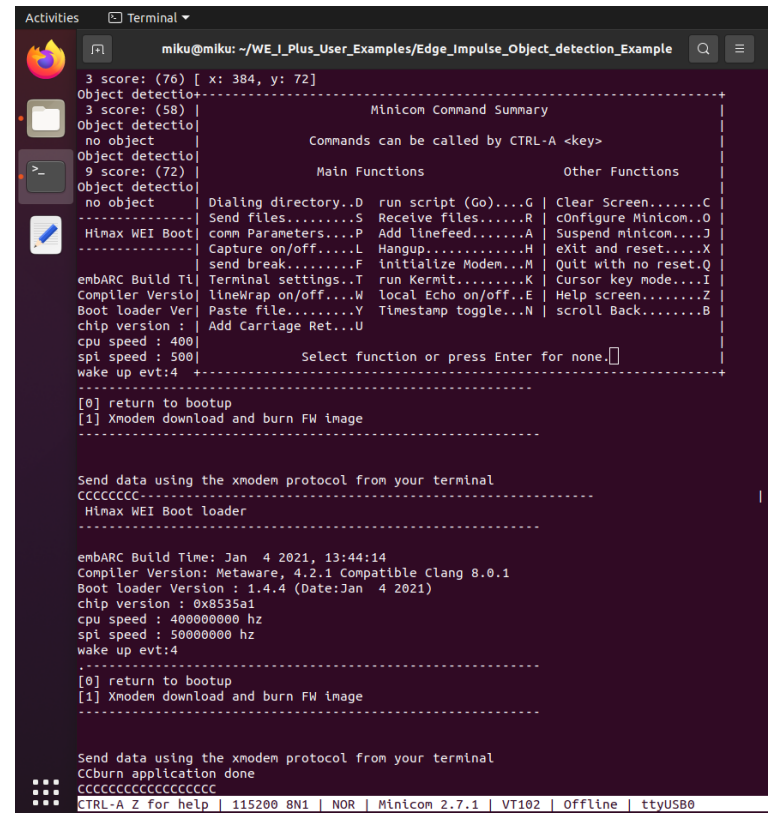 Activities Terminal
miku@miku: ~/WE_I_Plus_User_Examples/Edge_Impulse_Object_detection_Example
3 score: (76) [ x: 384, y: 72]
Object detectio+-------------------------------------------------------------------+
3 score: (58) | Minicom Command Summary |
Object detectio| |
no object | Commands can be called by CTRL-A <key> |
Object detectio| |
9 score: (72) | Main Functions Other Functions |
Object detectio| |
no object | Dialing directory..D run script (Go)....G | Clear Screen.......C |
---------------| Send files.........S Receive files......R | cOnfigure Minicom..O |
Himax WEI Boot| comm Parameters....P Add linefeed.......A | Suspend minicom....J |
---------------| Capture on/off.....L Hangup.............H | eXit and reset.....X |
| send break.........F initialize Modem...M | Quit with no reset.Q |
embARC Build Ti| Terminal settings..T run Kermit.........K | Cursor key mode....I |
Compiler Versio| lineWrap on/off....W local Echo on/off..E | Help screen........Z |
Boot loader Ver| Paste file.........Y Timestamp toggle...N | scroll Back........B |
chip version : | Add Carriage Ret...U |
cpu speed : 400| |
spi speed : 500| Select function or press Enter for none. |
wake up evt:4 +-------------------------------------------------------------------+
-----------------------------------------------------------
[0] return to bootup
[1] Xmodem download and burn FW image
------------------------------------------------------------
Send data using the xmodem protocol from your terminal
CCCCCCCC----------------------------------------------------------- |
Himax WEI Boot loader
------------------------------------------------------------
embARC Build Time: Jan 4 2021, 13:44:14
Compiler Version: Metaware, 4.2.1 Compatible Clang 8.0.1
Boot loader Version : 1.4.4 (Date:Jan 4 2021)
chip version : 0x8535a1
cpu speed : 400000000 hz
spi speed : 50000000 hz
wake up evt:4
.-----------------------------------------------------------
[0] return to bootup
[1] Xmodem download and burn FW image
------------------------------------------------------------
Send data using the xmodem protocol from your terminal
CCburn application done
CCCCCCCCCCCCCCCCCC
CTRL-A Z for help | 115200 8N1 | NOR | Minicom 2.7.1 | VT102 | Offline | ttyUSB0